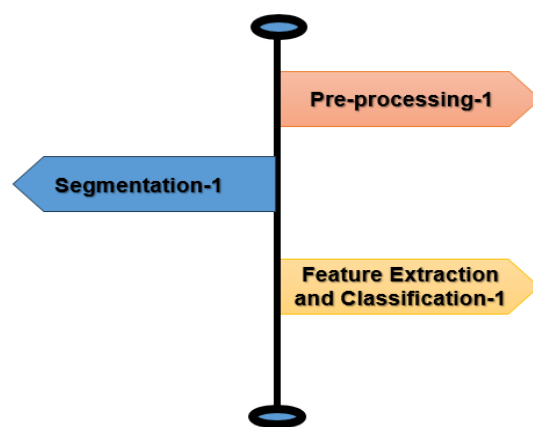 Pre-processing-1
Segmentation-1
Feature Extraction
and Classification-1